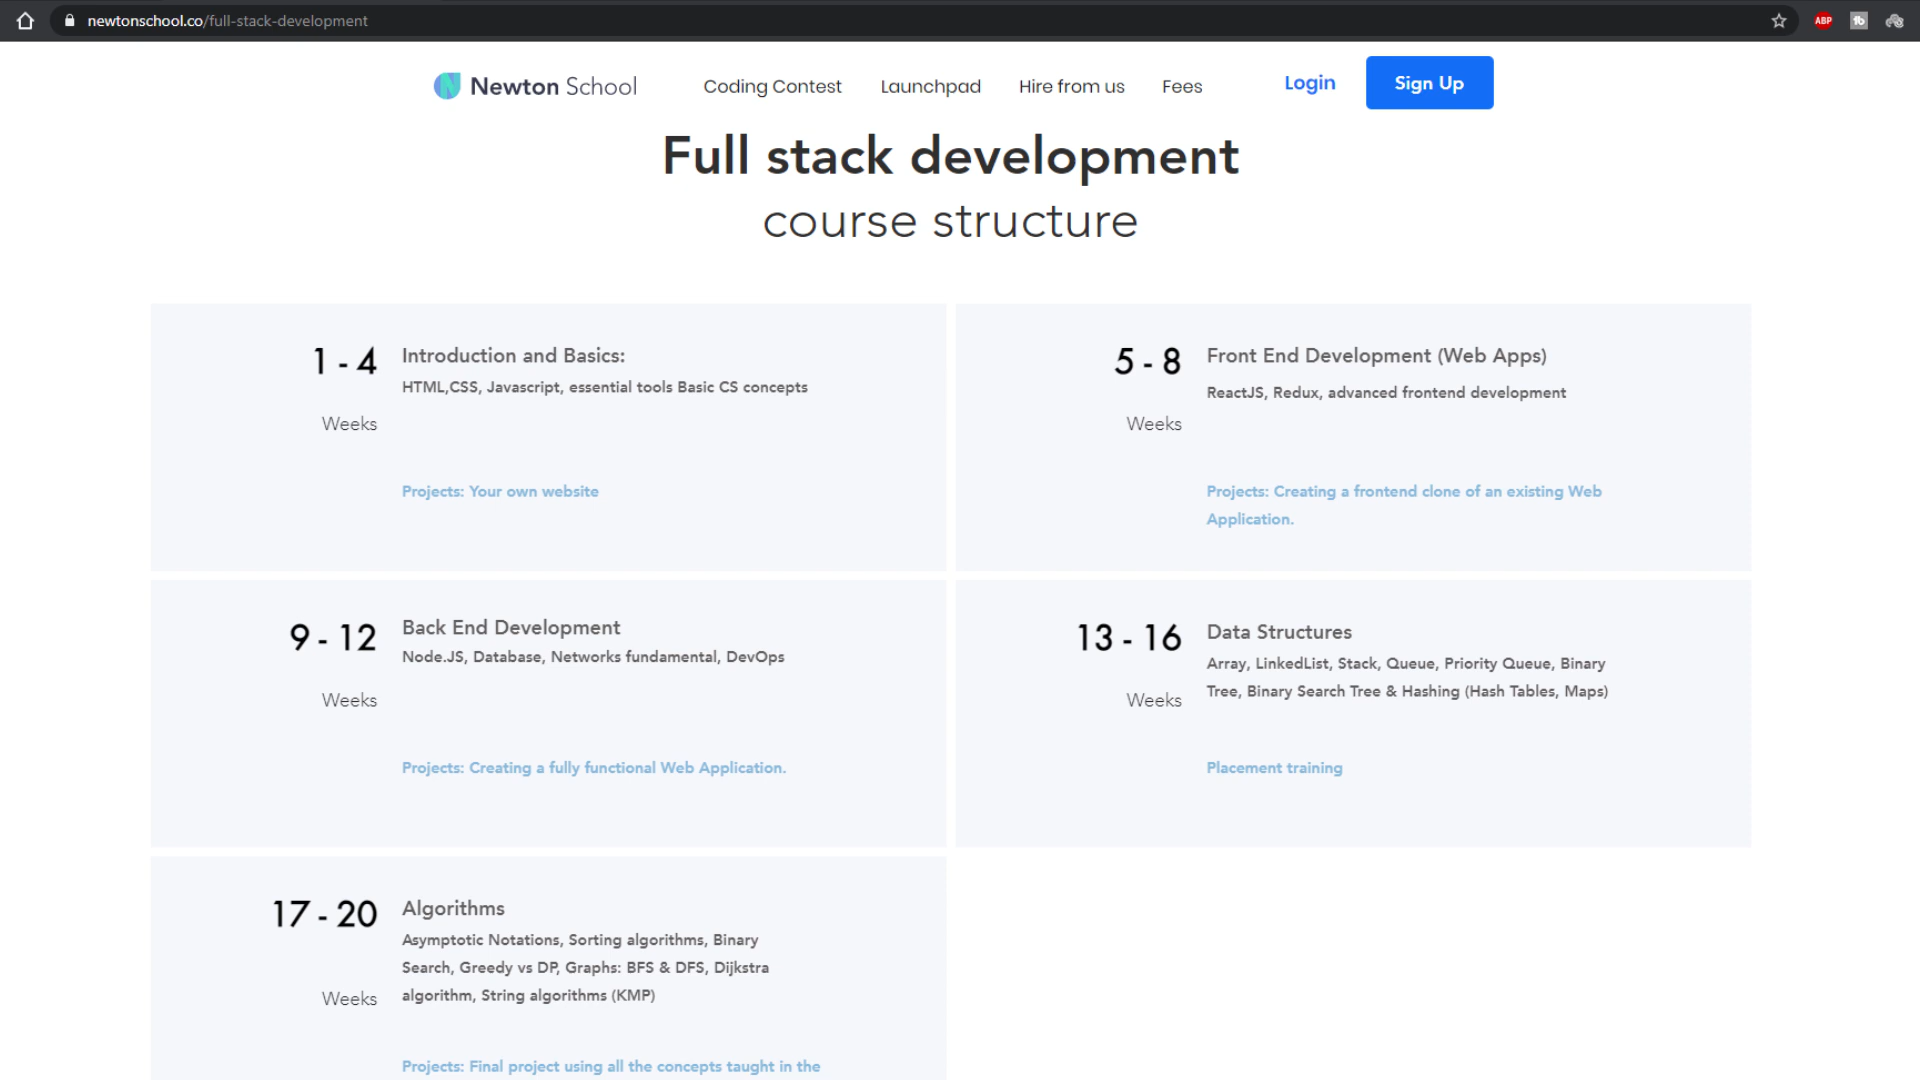 newtonschool.co/full-stack-development
ABP
Newton School
Coding Contest
Launchpad
Hire from us
Fees
Login
Sign Up
Full stack development
course structure
1 - 4
Weeks
Introduction and Basics:
HTML,CSS, Javascript, essential tools Basic CS concepts
Projects: Your own website
5 - 8
Weeks
Front End Development (Web Apps)
ReactJS, Redux, advanced frontend development
Projects: Creating a frontend clone of an existing Web
Application.
9 - 12
Weeks
Back End Development
Node.JS, Database, Networks fundamental, DevOps
Projects: Creating a fully functional Web Application.
13 - 16
Weeks
Data Structures
Array, LinkedList, Stack, Queue, Priority Queue, Binary
Tree, Binary Search Tree & Hashing (Hash Tables, Maps)
Placement training
17 - 20
Weeks
Algorithms
Asymptotic Notations, Sorting algorithms, Binary
Search, Greedy vs DP, Graphs: BFS & DFS, Dijkstra
algorithm, String algorithms (KMP)
Projects: Final project using all the concepts taught in the